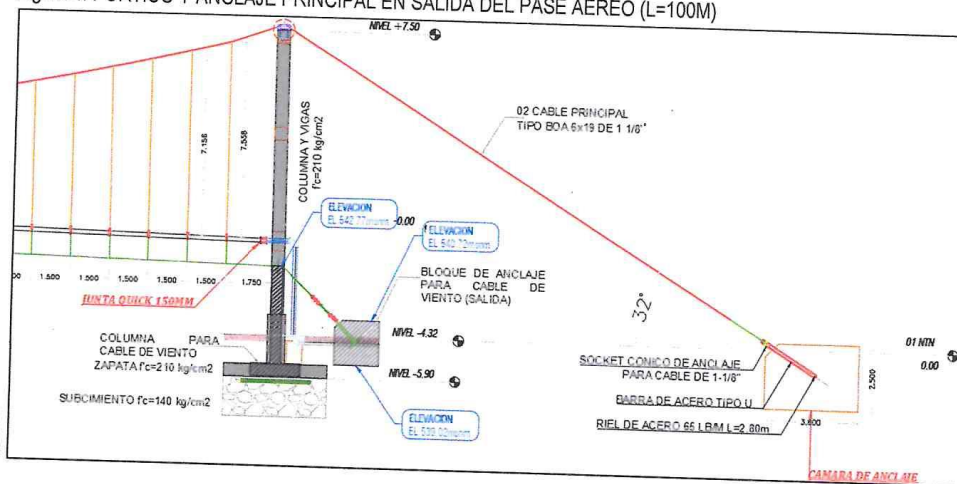 PORTICO Y ANCLAJE PRINCIPAL EN SALIDA DEL PASE AEREO (L=100M)
NIVEL +7.50
02 CABLE PRINCIPAL
TIPO BOA 6x19 DE 1 1/8"
7.156
7.558
COLUMNA Y VIGAS
f'c=210 kg/cm2
ELEVACION
EL 542.77msnm
-0.00
ELEVACION
BLOQUE DE ANCLAJE
PARA CABLE DE
VIENTO (SALIDA)
1.500
1.500
1.500
1.500
1.750
JUNTA QUICK 150MM
32°
NIVEL -4.32
COLUMNA PARA
CABLE DE VIENTO
ZAPATA f'c=210 kg/cm2
NIVEL -5.90
SUBCIMIENTO f'c=140 kg/cm2
ELEVACION
01 NTN
0.00
SOCKET CONICO DE ANCLAJE
PARA CABLE DE 1-1/8"
BARRA DE ACERO TIPO U
RIEL DE ACERO 65 LB/M L=2.80m
2.500
3.600
CAMARA DE ANCLAJE